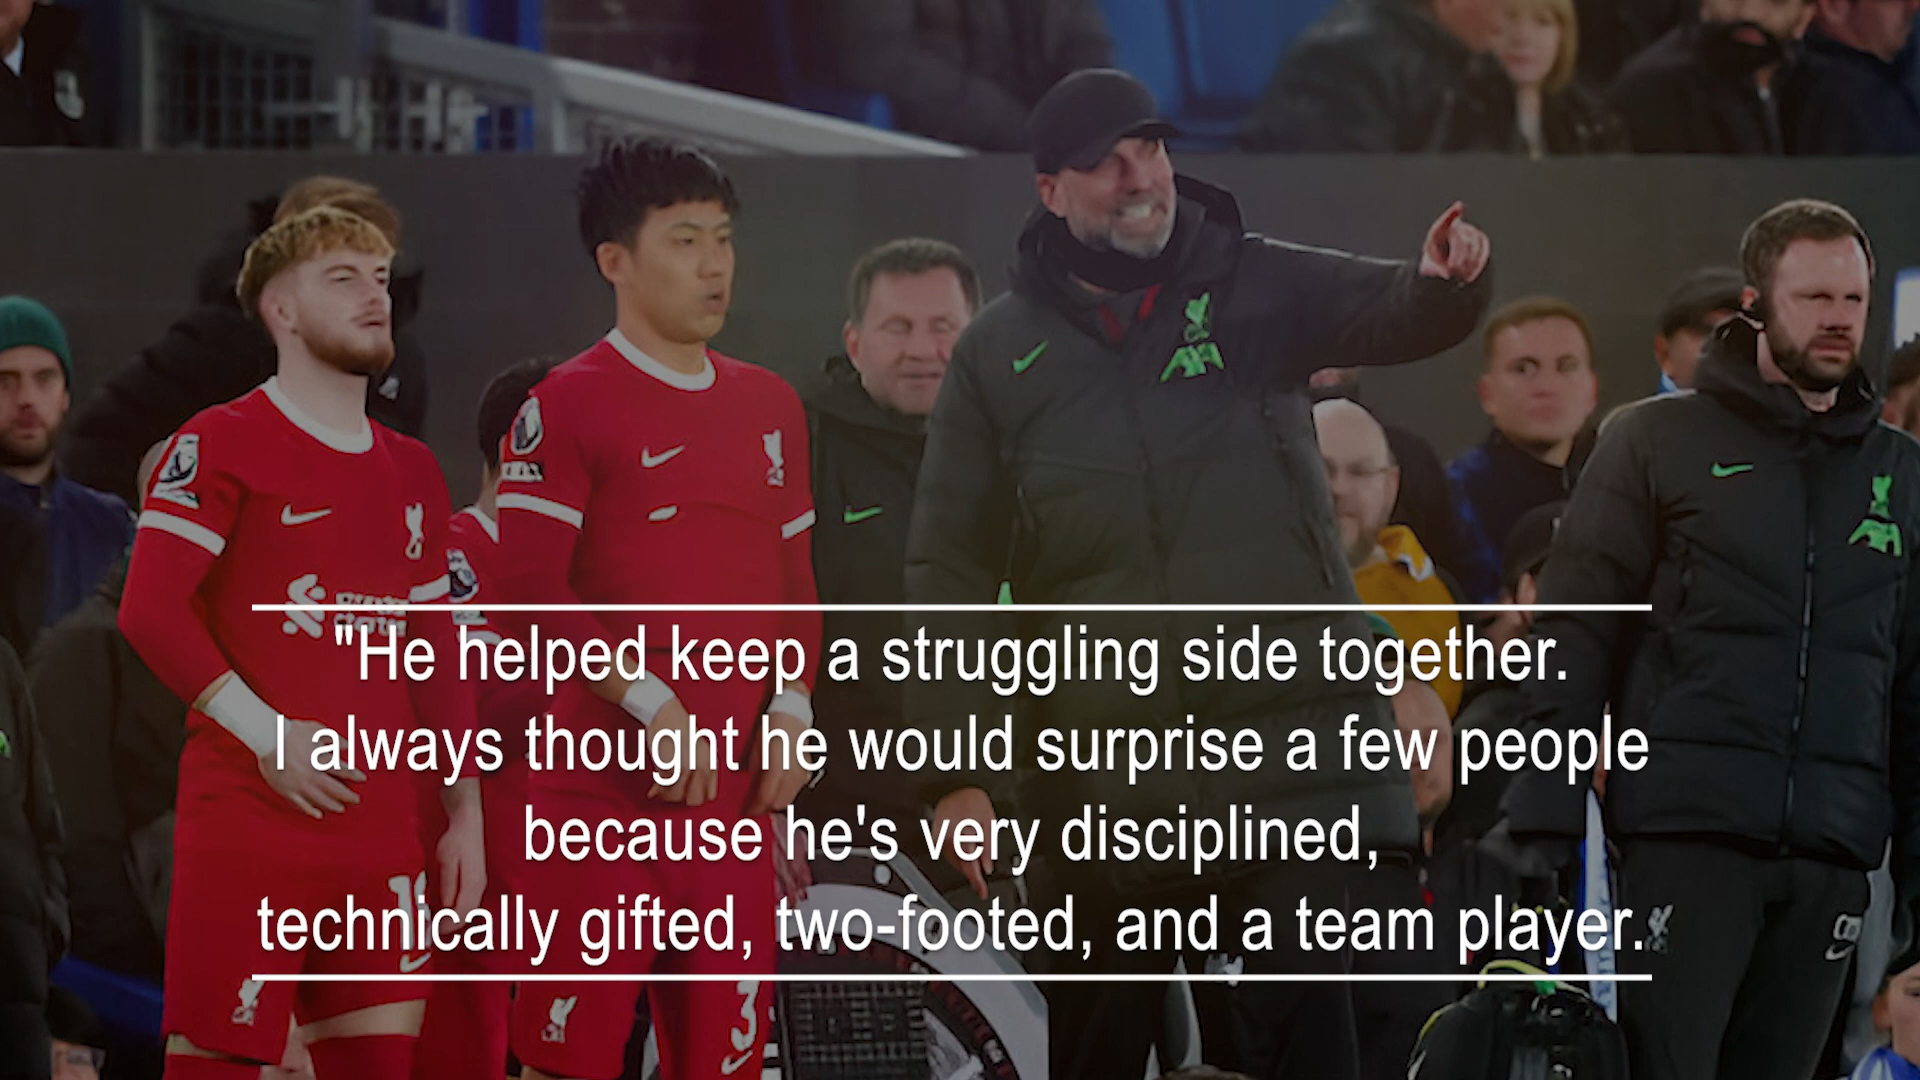 "He helped keep a struggling side together.
I always thought he would surprise a few people
because he's very disciplined,
technically gifted, two-footed, and a team player.